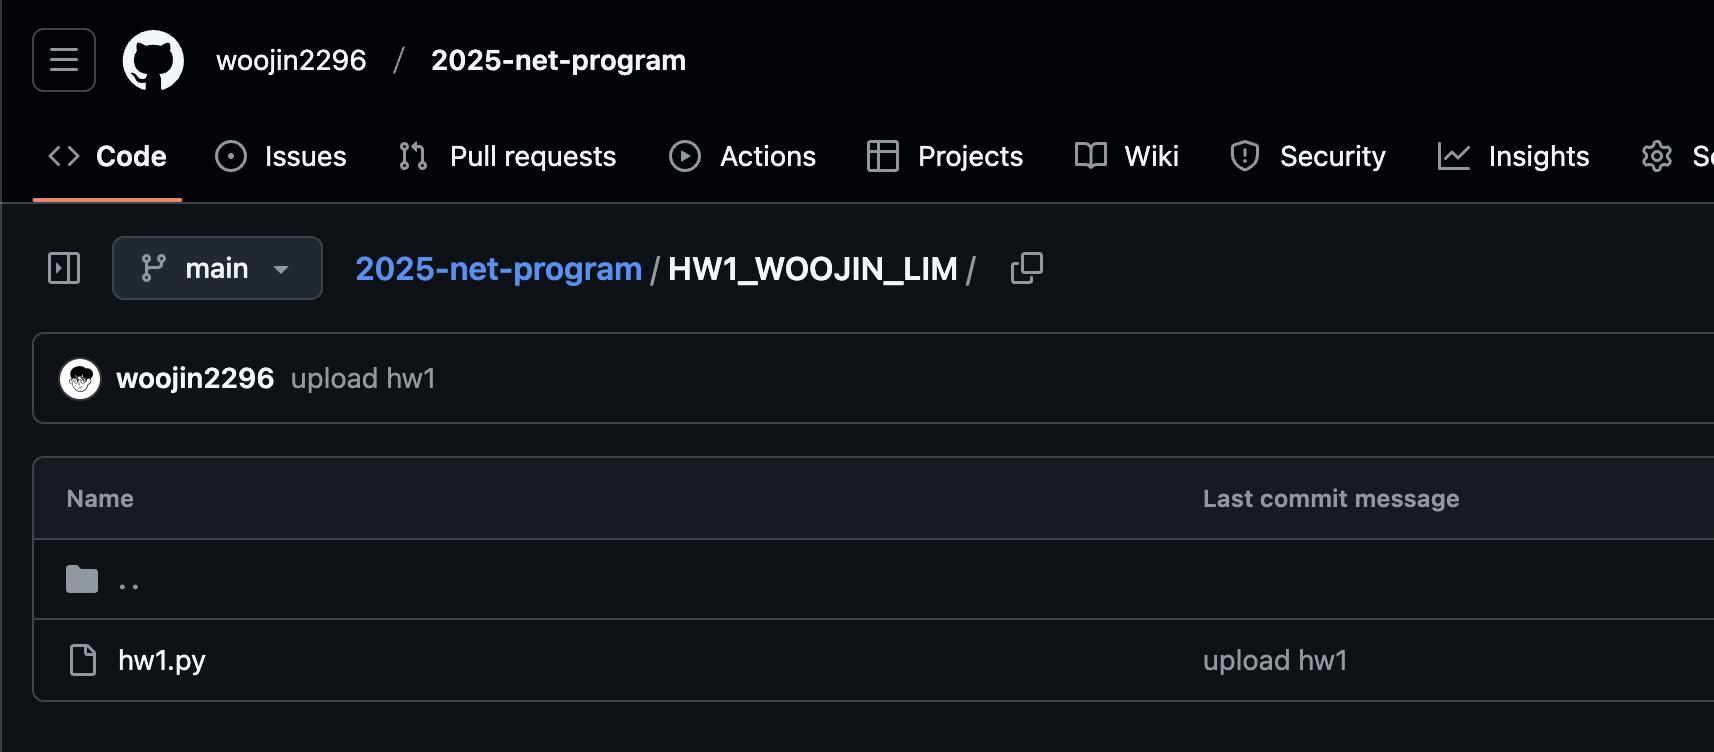 woojin2296 / 2025-net-program
Code Issues Pull requests Actions Projects Wiki Security Insights
main 2025-net-program / HW1_WOOJIN_LIM /
woojin2296 upload hw1
Name Last commit message
..
hw1.py upload hw1